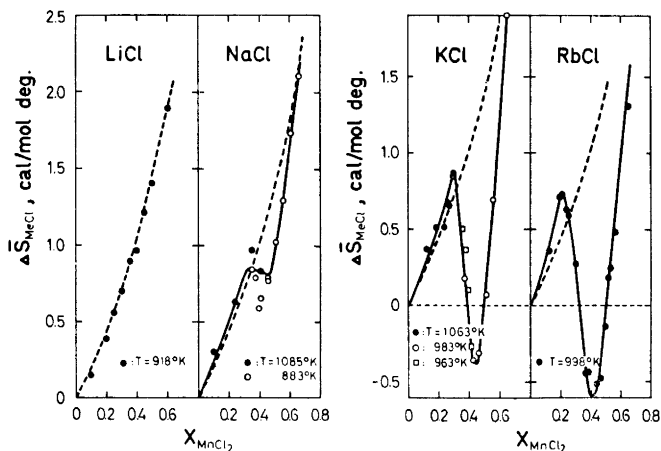 LiCl
NaCl
KCl
RbCl
ΔS̄MeCl , cal/mol deg.
2.5
2.0
1.5
1.0
0.5
0
●:T=918°K
●:T=1085°K
○ 883°K
0 0.2 0.4 0.6
0 0.2 0.4 0.6 0.8
XMnCl2
ΔS̄MeCl , cal/mol deg.
1.5
1.0
0.5
0
-0.5
●:T=1063°K
○: 983°K
□: 963°K
●:T=998°K
0 0.2 0.4 0.6
0 0.2 0.4 0.6 0.8
XMnCl2